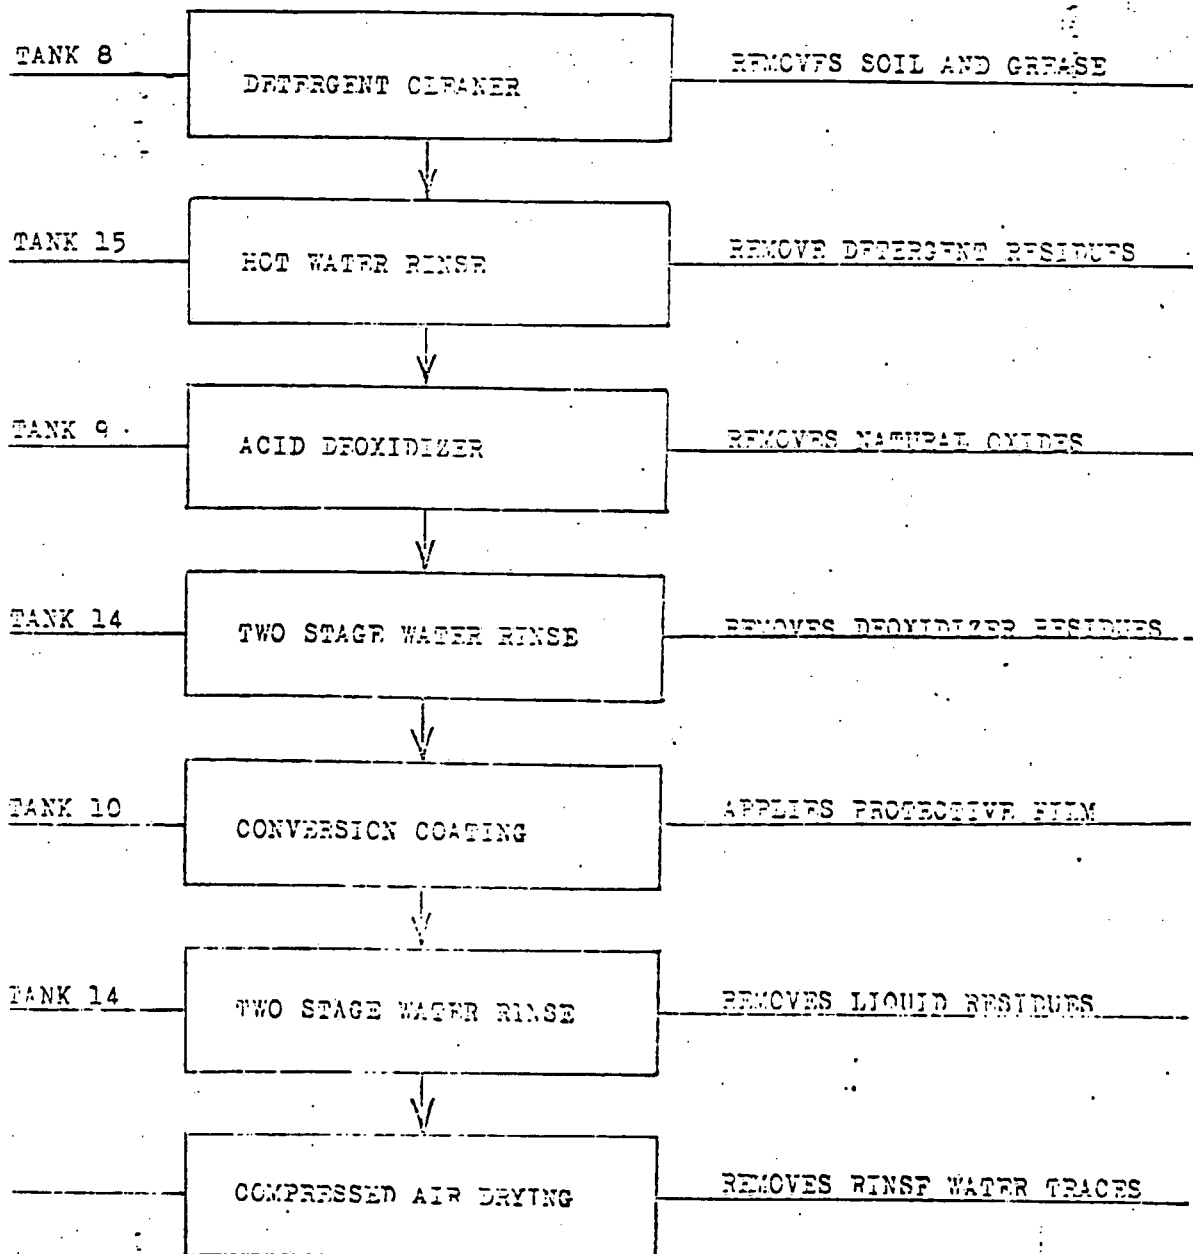 TANK 8
DETERGENT CLEANER
REMOVES SOIL AND GREASE
TANK 15
HOT WATER RINSE
REMOVE DETERGENT RESIDUES
TANK 9
ACID DEOXIDIZER
REMOVES NATURAL OXIDES
TANK 14
TWO STAGE WATER RINSE
REMOVES DEOXIDIZER RESIDUES
TANK 10
CONVERSION COATING
APPLIES PROTECTIVE FILM
TANK 14
TWO STAGE WATER RINSE
REMOVES LIQUID RESIDUES
COMPRESSED AIR DRYING
REMOVES RINSE WATER TRACES